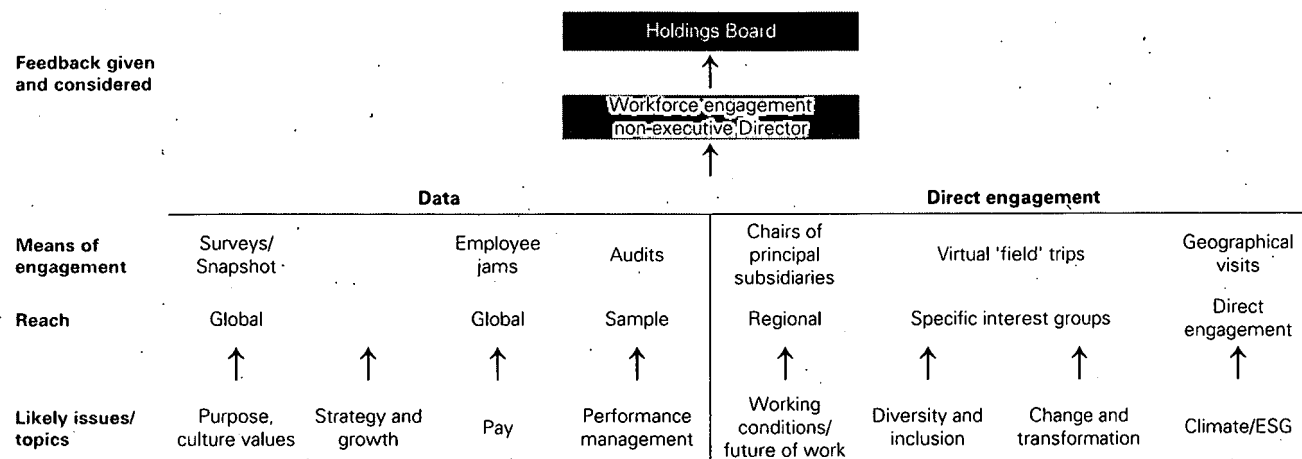 Holdings Board
Feedback given
and considered
Workforce engagement
non-executive Director
Data
Direct engagement
Means of
engagement
Surveys/
Snapshot
Employee
jams
Audits
Chairs of
principal
subsidiaries
Virtual 'field' trips
Geographical
visits
Reach
Global
Global
Sample
Regional
Specific interest groups
Direct
engagement
Likely issues/
topics
Purpose,
culture values
Strategy and
growth
Pay
Performance
management
Working
conditions/
future of work
Diversity and
inclusion
Change and
transformation
Climate/ESG